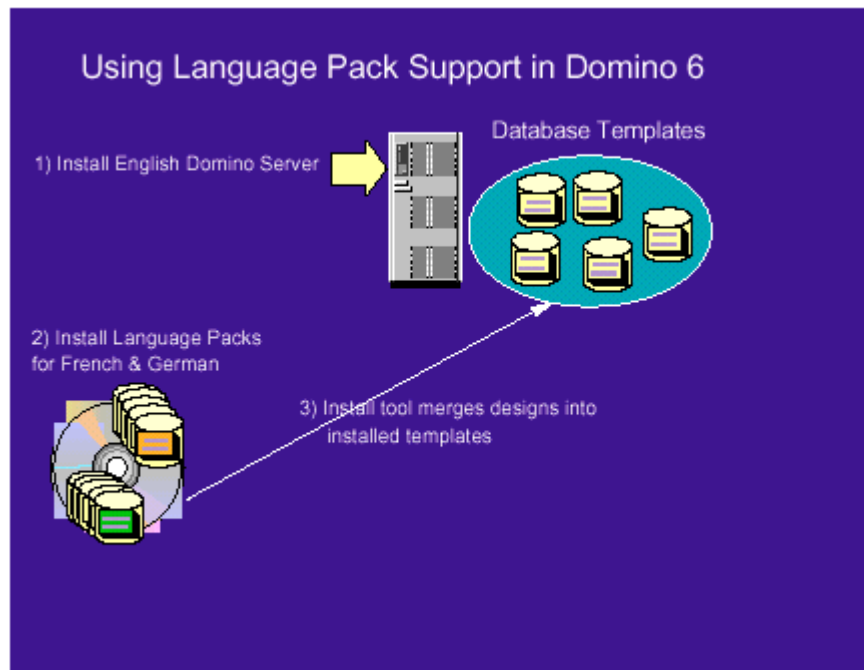 Using Language Pack Support in Domino 6
Database Templates
1) Install English Domino Server
2) Install Language Packs
for French & German
3) Install tool merges designs into
installed templates